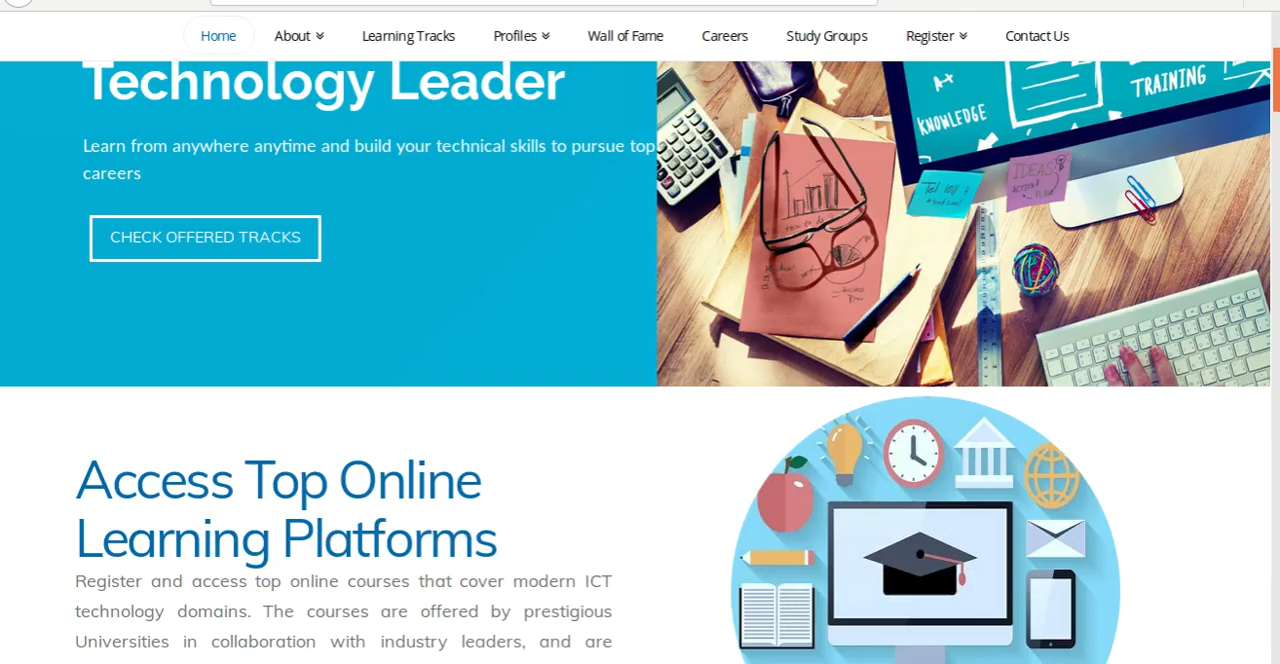 Home About Learning Tracks Profiles Wall of Fame Careers Study Groups Register Contact Us
Technology Leader
Learn from anywhere anytime and build your technical skills to pursue top
careers
CHECK OFFERED TRACKS
A+
KNOWLEDGE
TRAINING
IDEAS
Access Top Online
Learning Platforms
Register and access top online courses that cover modern ICT
technology domains. The courses are offered by prestigious
Universities in collaboration with industry leaders, and are